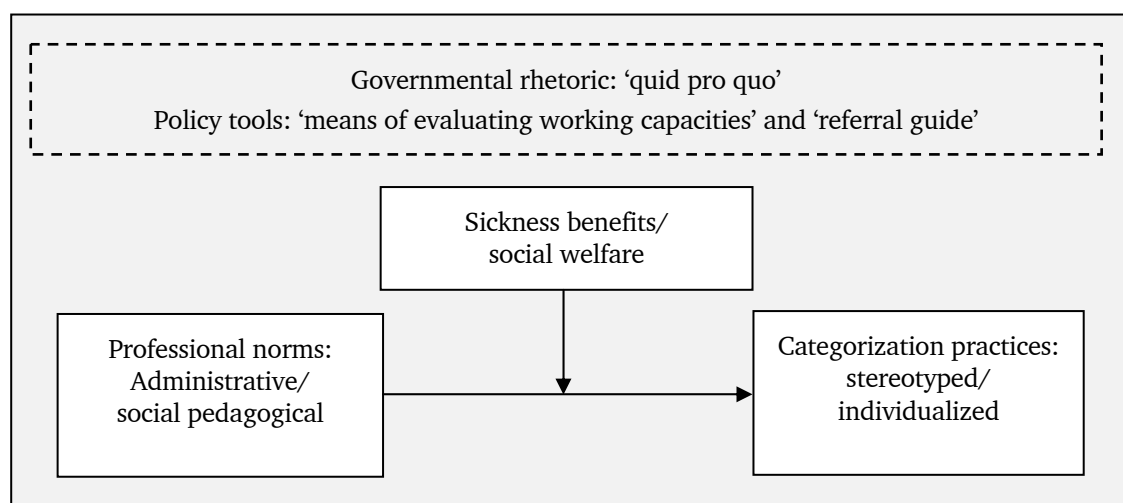 Governmental rhetoric: ‘quid pro quo’
Policy tools: ‘means of evaluating working capacities’ and ‘referral guide’
Sickness benefits/
social welfare
Professional norms:
Administrative/
social pedagogical
Categorization practices:
stereotyped/
individualized